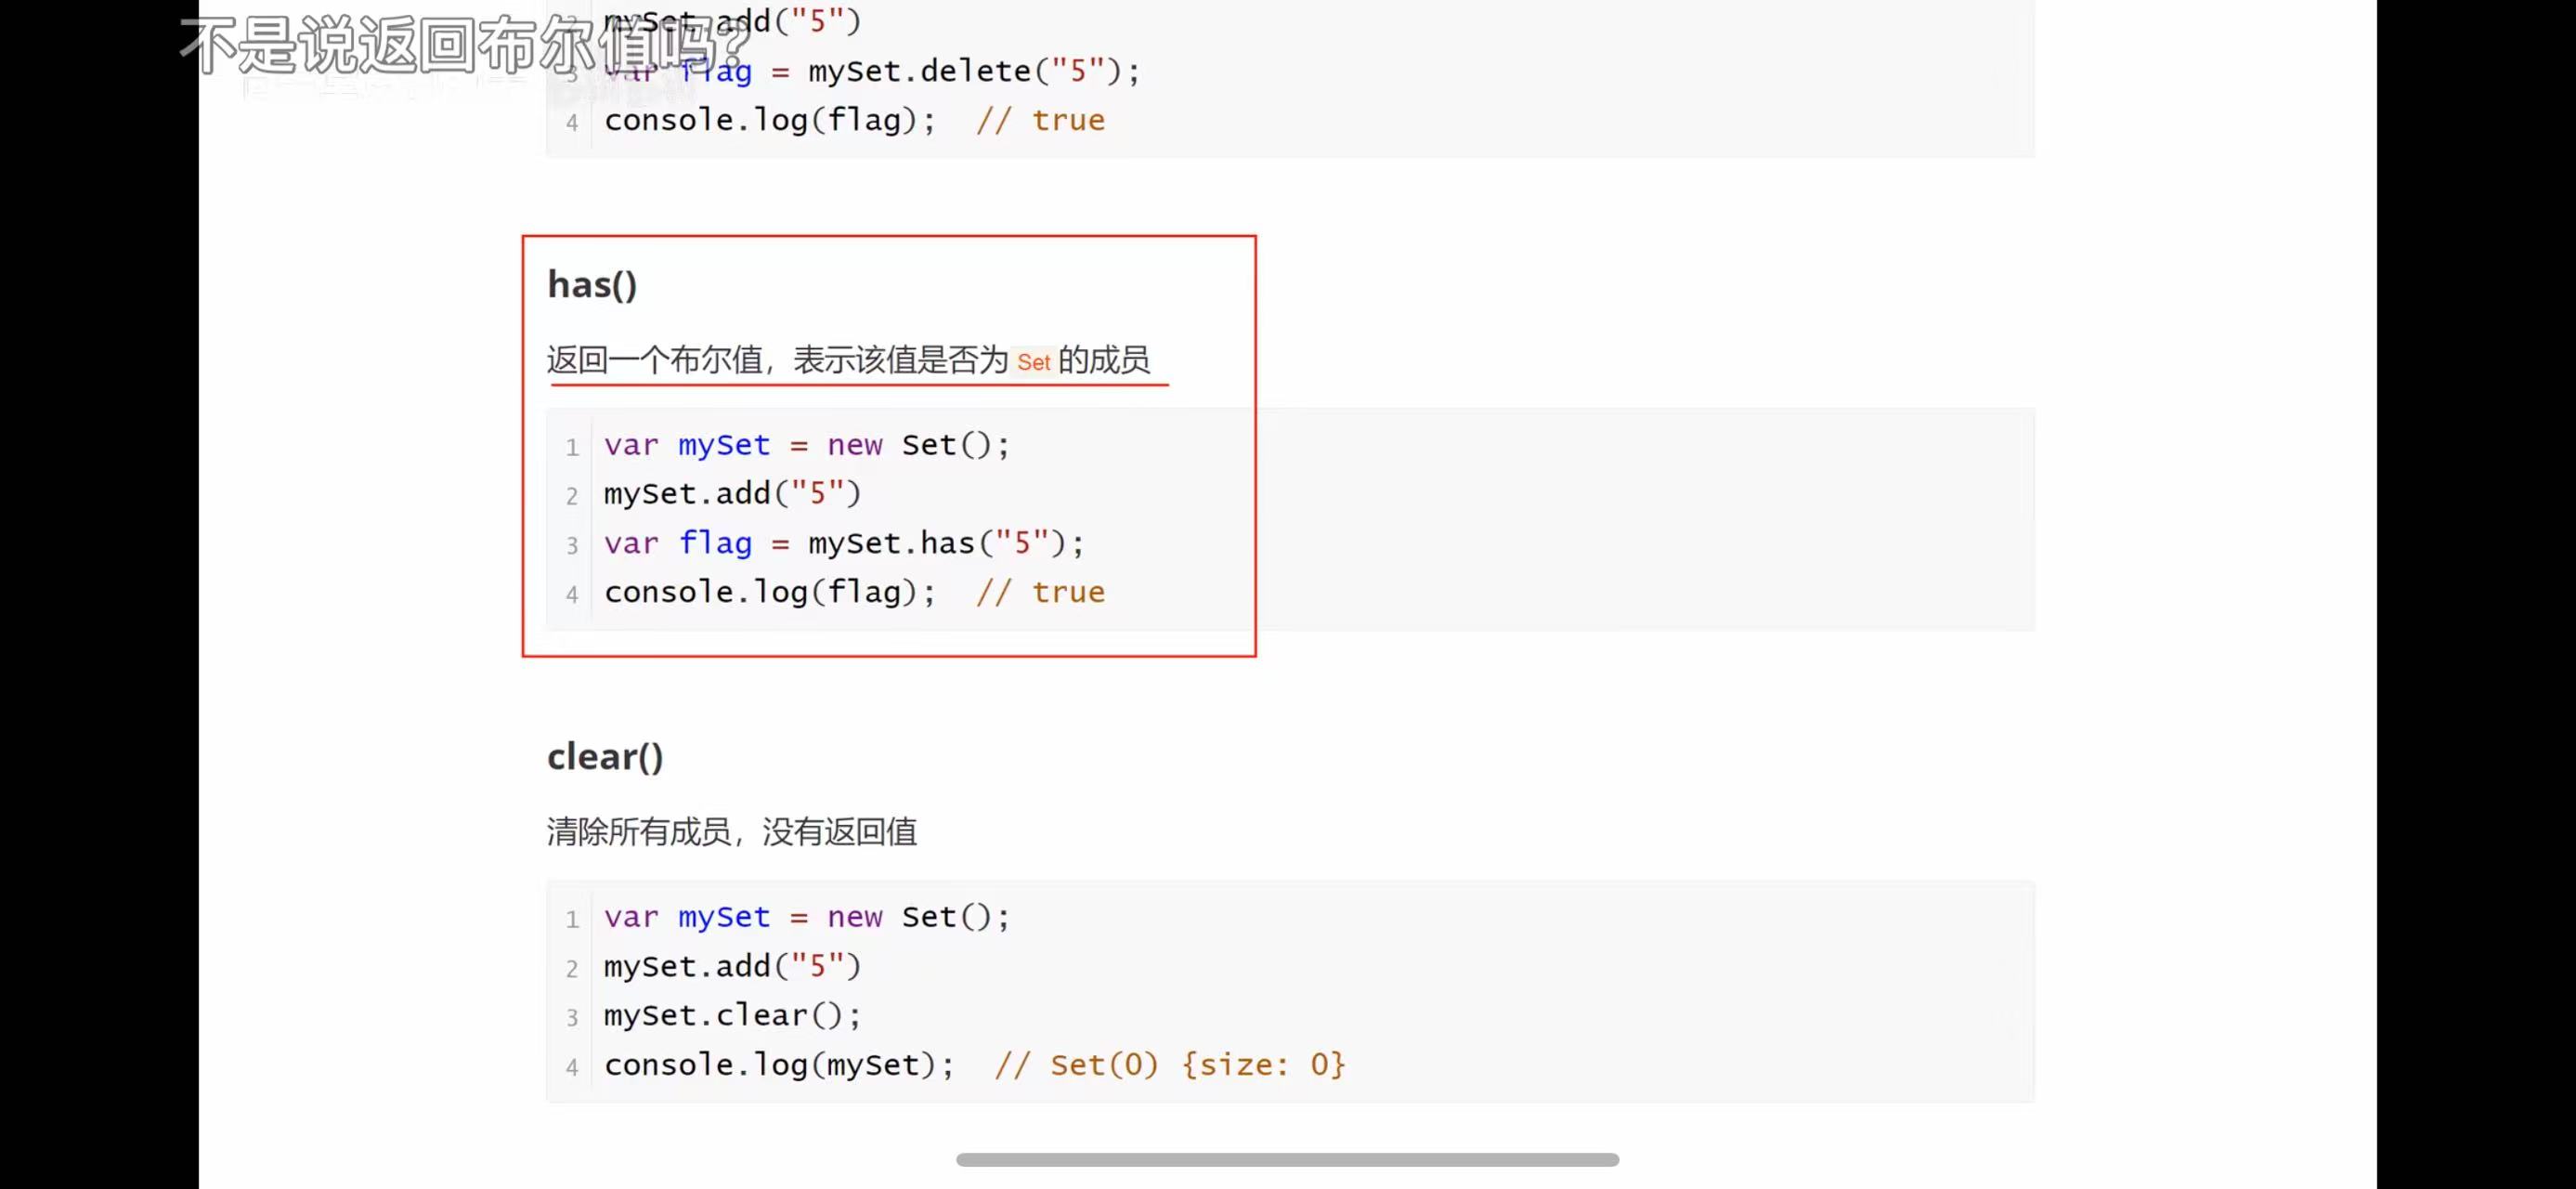 不是说返回布尔值吗?
2 mySet.add("5")
3 var flag = mySet.delete("5");
4 console.log(flag); // true
has()
返回一个布尔值，表示该值是否为 Set 的成员
1 var mySet = new Set();
2 mySet.add("5")
3 var flag = mySet.has("5");
4 console.log(flag); // true
clear()
清除所有成员，没有返回值
1 var mySet = new Set();
2 mySet.add("5")
3 mySet.clear();
4 console.log(mySet); // Set(0) {size: 0}